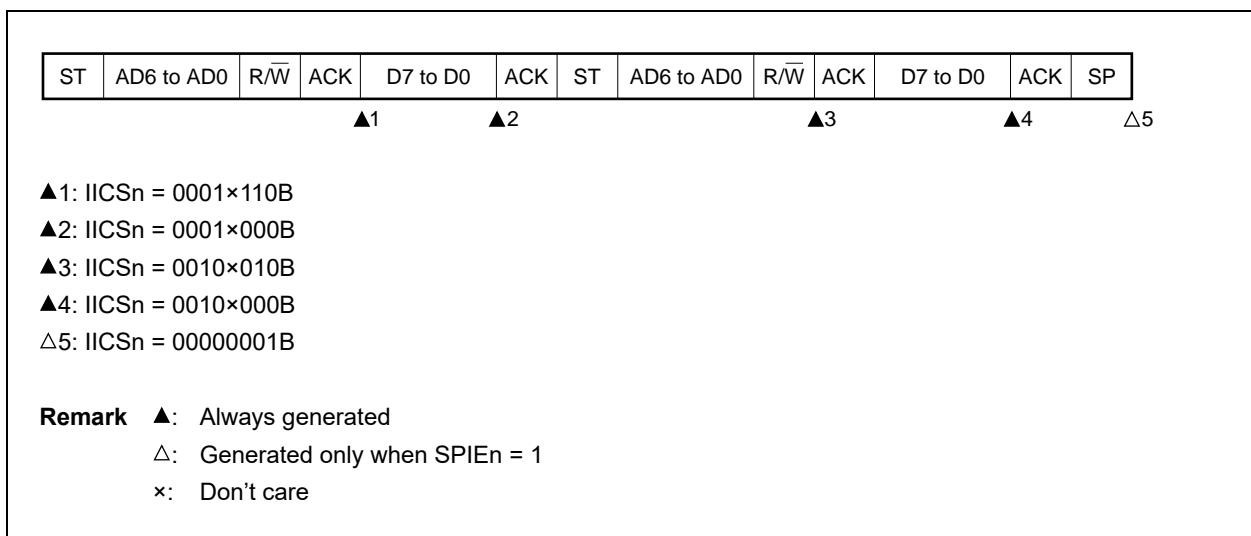 ST AD6 to AD0 R/W̅ ACK D7 to D0 ACK ST AD6 to AD0 R/W̅ ACK D7 to D0 ACK SP
▲1 ▲2 ▲3 ▲4 △5
▲1: IICSn = 0001×110B
▲2: IICSn = 0001×000B
▲3: IICSn = 0010×010B
▲4: IICSn = 0010×000B
△5: IICSn = 00000001B
Remark ▲: Always generated
△: Generated only when SPIEn = 1
×: Don't care